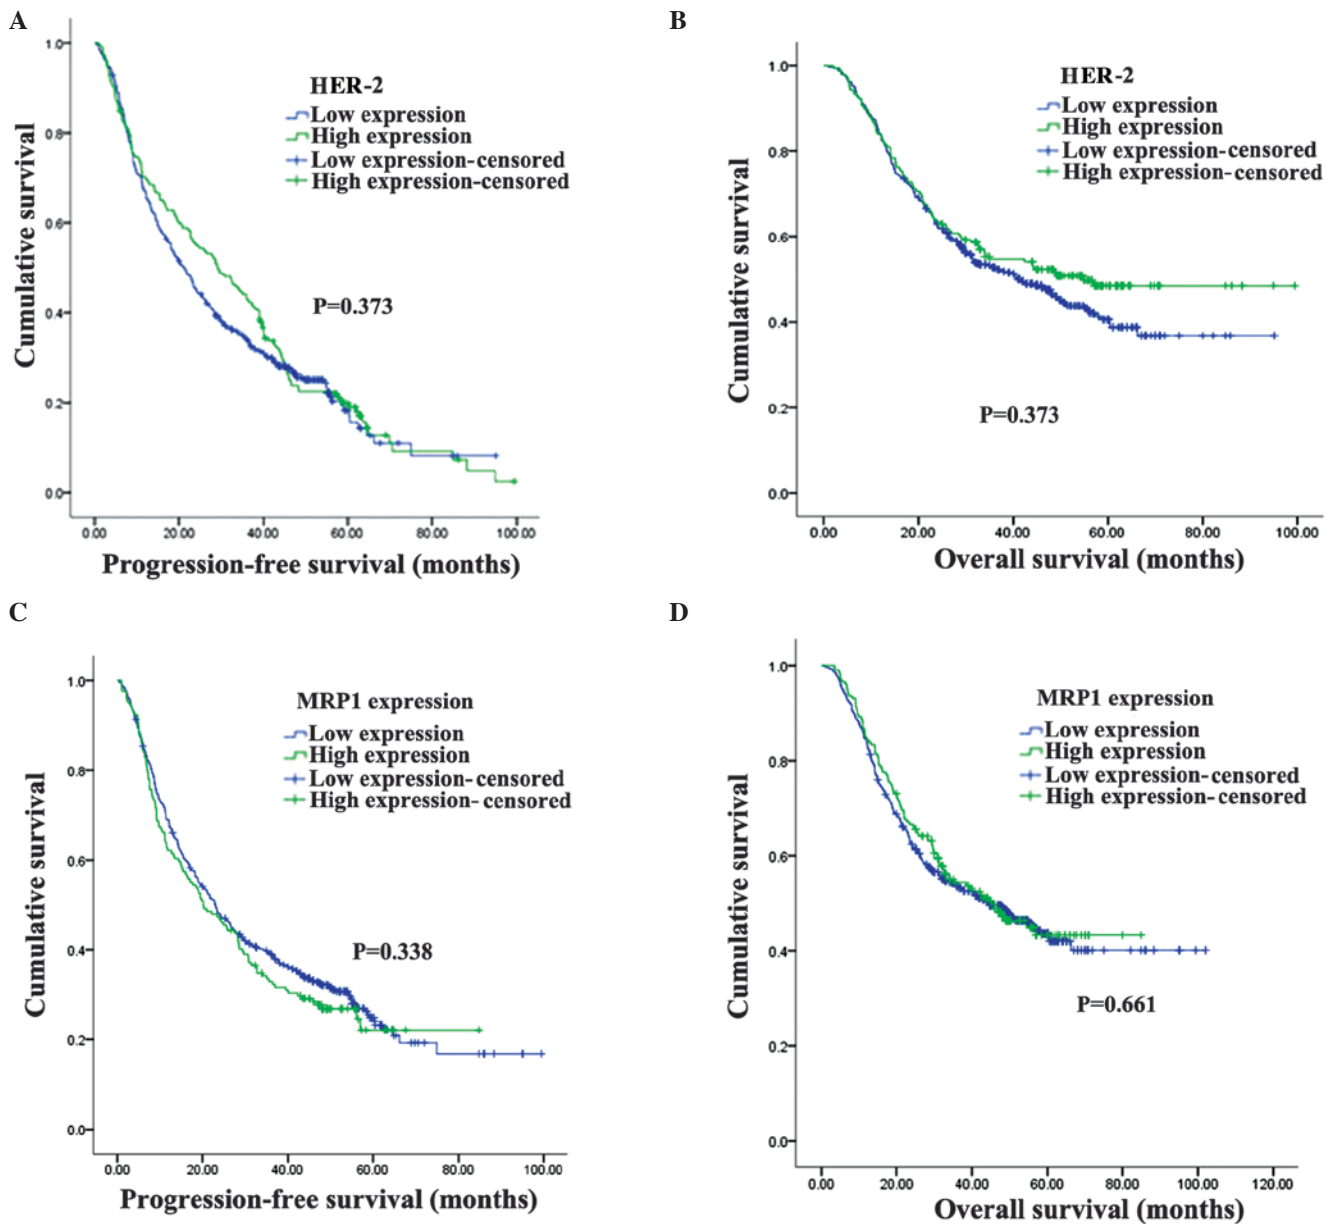 A
HER-2
Low expression
High expression
Low expression-censored
High expression-censored
P=0.373
Cumulative survival
1.0
0.8
0.6
0.4
0.2
0.0
0.00 20.00 40.00 60.00 80.00 100.00
Progression-free survival (months)
B
HER-2
Low expression
High expression
Low expression-censored
High expression-censored
P=0.373
Cumulative survival
1.0
0.8
0.6
0.4
0.2
0.0
0.00 20.00 40.00 60.00 80.00 100.00
Overall survival (months)
C
MRP1 expression
Low expression
High expression
Low expression-censored
High expression-censored
P=0.338
Cumulative survival
1.0
0.8
0.6
0.4
0.2
0.0
0.00 20.00 40.00 60.00 80.00 100.00
Progression-free survival (months)
D
MRP1 expression
Low expression
High expression
Low expression-censored
High expression-censored
P=0.661
Cumulative survival
1.0
0.8
0.6
0.4
0.2
0.0
0.00 20.00 40.00 60.00 80.00 100.00 120.00
Overall survival (months)